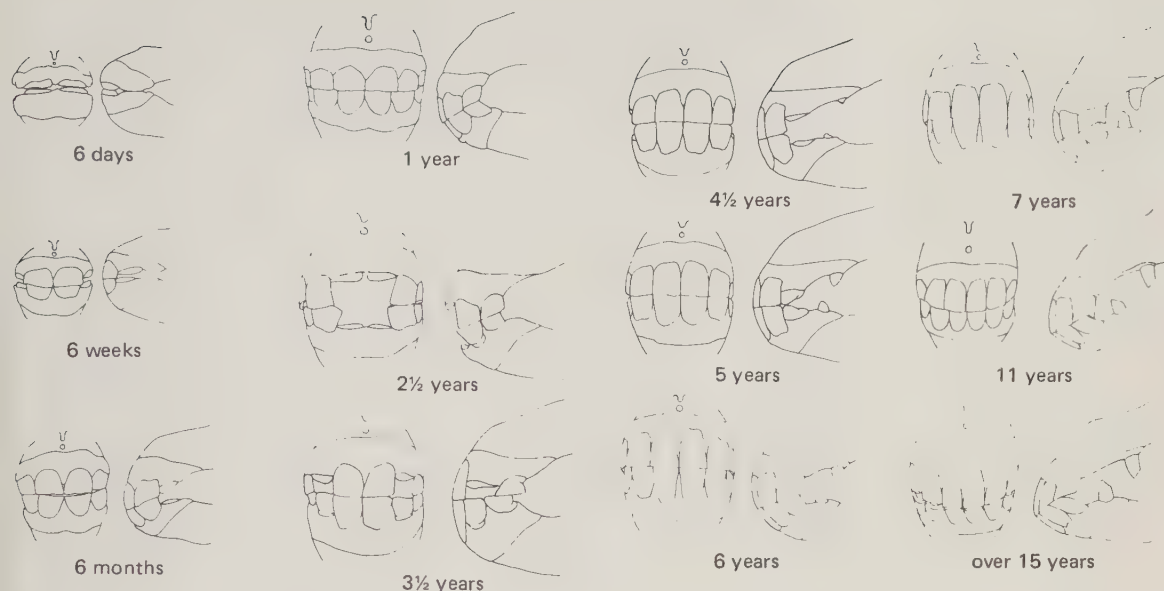 6 days
6 weeks
6 months
1 year
2½ years
3½ years
4½ years
5 years
6 years
7 years
11 years
over 15 years